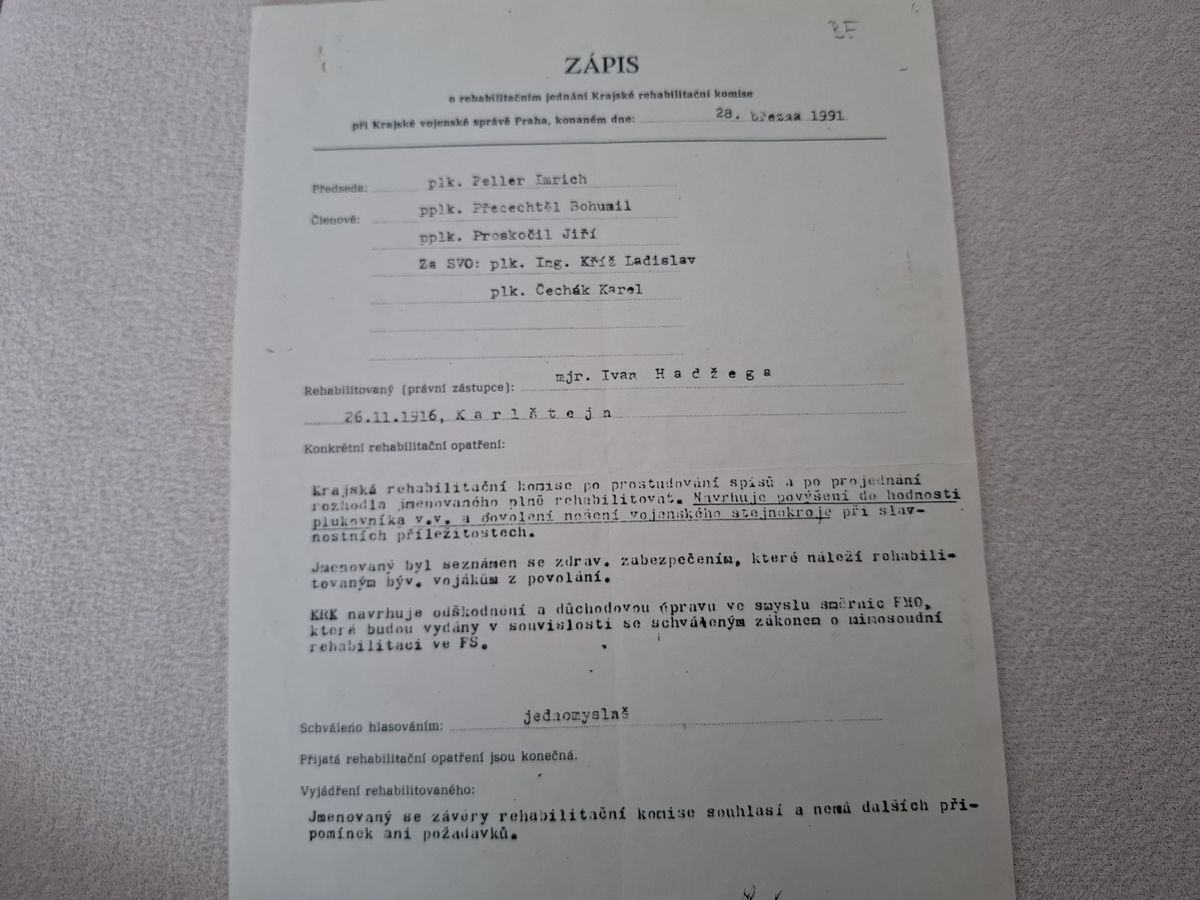 BF
ZÁPIS
o rehabilitačním jednání Krajské rehabilitační komise
při Krajské vojenské správě Praha, konaném dne: 28. března 1991
Předseda: plk. Peller Imrich
Členové: pplk. Přecechtěl Bohumil
pplk. Proskočil Jiří
Za SVO: plk. Ing. Kříž Ladislav
plk. Čechák Karel
Rehabilitovaný (právní zástupce): mjr. Ivan H a d ž e g a
26.11.1916, K a r l š t e j n
Konkrétní rehabilitační opatření:
Krajská rehabilitační komise po prostudování spisů a po projednání
rozhodla jmenovaného plně rehabilitovat. Navrhuje povýšení do hodnosti
plukovníka v.v. a dovolení nošení vojenského stejnokroje při slav-
nostních příležitostech.
Jmenovaný byl seznámen se zdrav. zabezpečením, které náleží rehabili-
tovaným býv. vojákům z povolání.
KRK navrhuje odškodnění a důchodovou úpravu ve smyslu směrnic FMO,
které budou vydány v souvislosti se schváleným zákonem o mimosoudní
rehabilitaci ve FS.
Schváleno hlasováním: jednomyslně
Přijatá rehabilitační opatření jsou konečná.
Vyjádření rehabilitovaného:
Jmenovaný se závěry rehabilitační komise souhlasí a nemá dalších při-
pomínek ani požadavků.